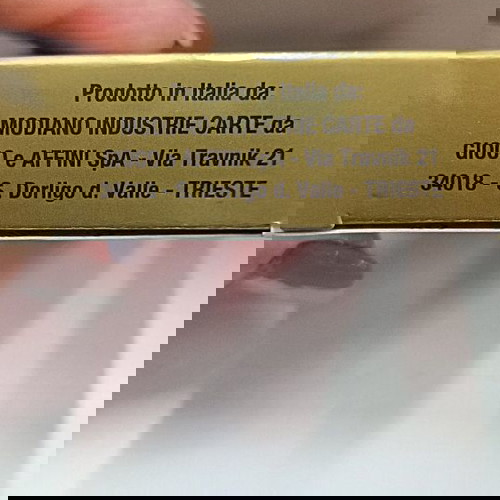 Prodotto in Italia da:
MODIANO INDUSTRIE CARTE da
GIOCO e AFFINI SpA - Via Travnik 21
34018 - S. Dorligo d. Valle - TRIESTE